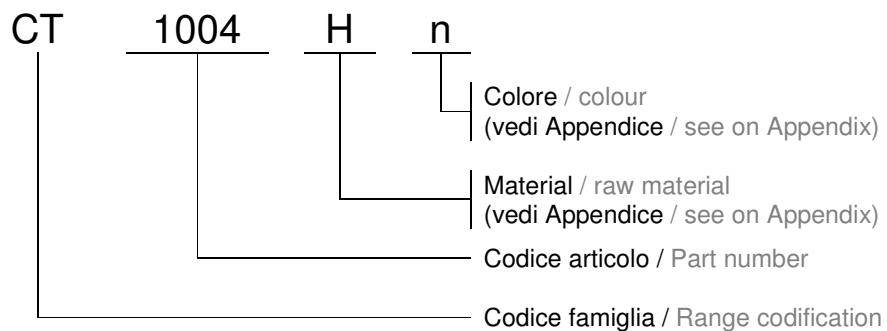 CT 1004 H n
Colore / colour
(vedi Appendice / see on Appendix)
Material / raw material
(vedi Appendice / see on Appendix)
Codice articolo / Part number
Codice famiglia / Range codification